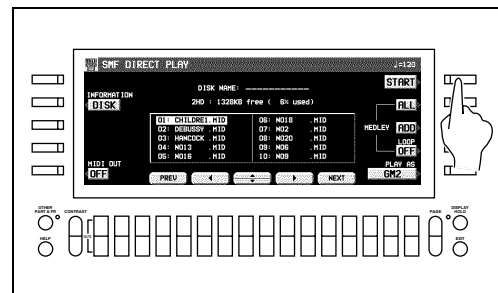 SMF DIRECT PLAY ♩=120
DISK NAME: ____________
START
INFORMATION
DISK
2HD : 1328KB free ( 6% used)
ALL
01: CHILDRE1.MID 06: NO18 .MID
02: DEBUSSY .MID 07: NO2 .MID
03: HANCOCK .MID 08: NO20 .MID
04: NO13 .MID 09: NO6 .MID
05: NO16 .MID 10: NO9 .MID
MEDLEY ADD
LOOP
OFF
MIDI OUT
OFF
PLAY AS
GM2
PREV NEXT
OTHER
PART & FR
CONTRAST
PAGE
DISPLAY
HOLD
HELP
MUTE
EXIT